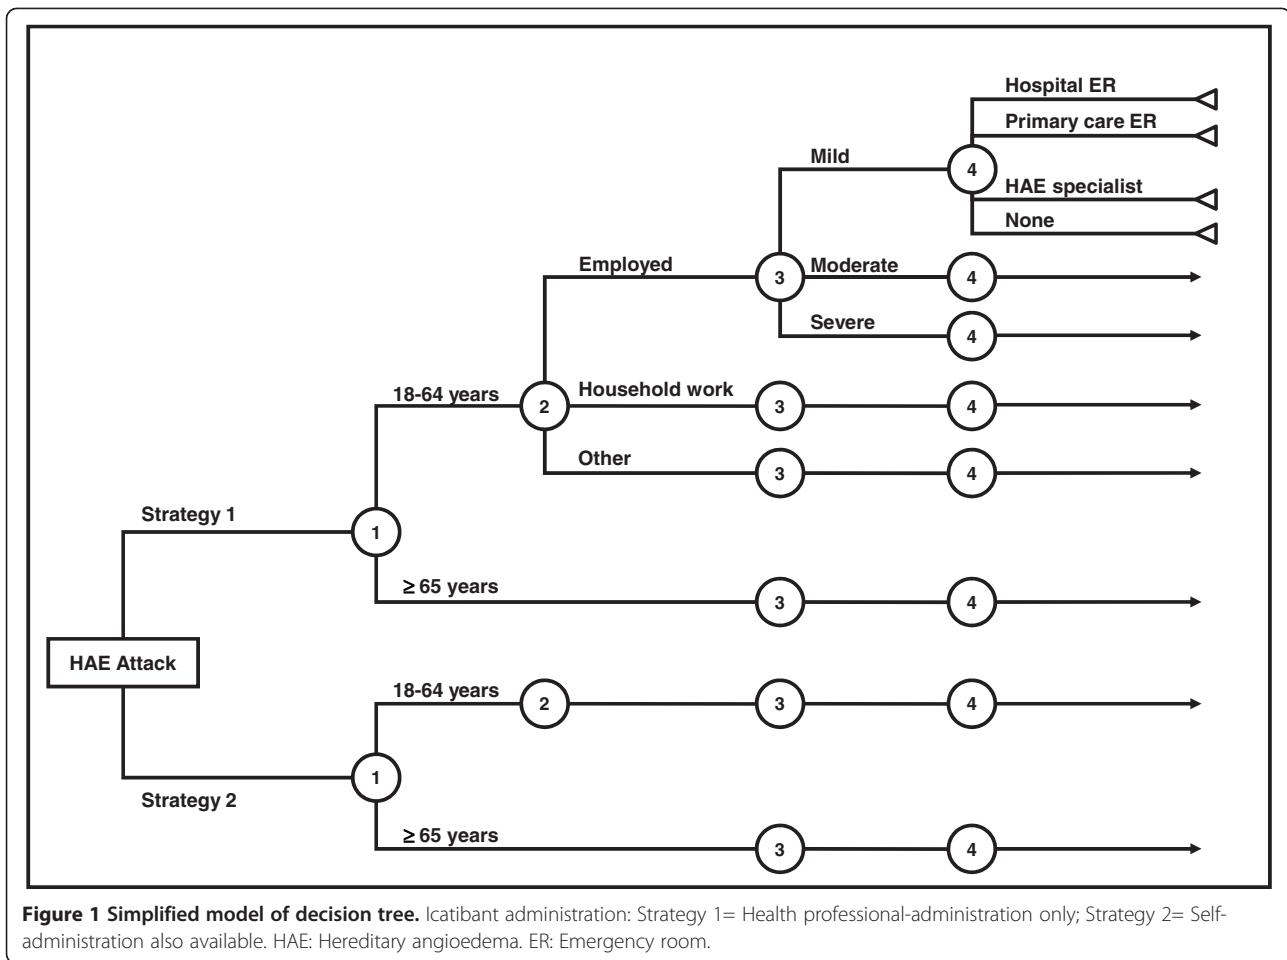 Hospital ER
Primary care ER
Mild
4
HAE specialist
None
Employed
3
Moderate
4
Severe
4
18-64 years
2
Household work
3
4
Other
3
4
Strategy 1
1
≥ 65 years
3
4
HAE Attack
18-64 years
2
3
4
1
Strategy 2
≥ 65 years
3
4
Figure 1 Simplified model of decision tree. Icatibant administration: Strategy 1= Health professional-administration only; Strategy 2= Self-
administration also available. HAE: Hereditary angioedema. ER: Emergency room.